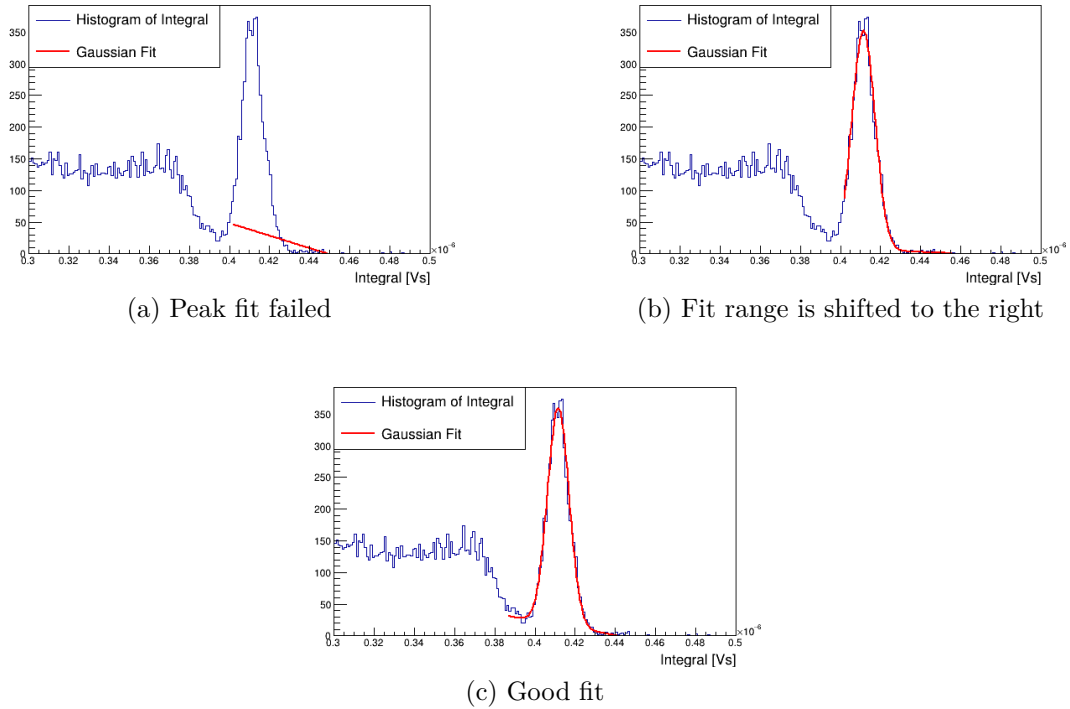 Histogram of Integral
Gaussian Fit
350
300
250
200
150
100
50
0
0.3 0.32 0.34 0.36 0.38 0.4 0.42 0.44 0.46 0.48 0.5
×10⁻⁶
Integral [Vs]
(a) Peak fit failed
Histogram of Integral
Gaussian Fit
350
300
250
200
150
100
50
0
0.3 0.32 0.34 0.36 0.38 0.4 0.42 0.44 0.46 0.48 0.5
×10⁻⁶
Integral [Vs]
(b) Fit range is shifted to the right
Histogram of Integral
Gaussian Fit
350
300
250
200
150
100
50
0
0.3 0.32 0.34 0.36 0.38 0.4 0.42 0.44 0.46 0.48 0.5
×10⁻⁶
Integral [Vs]
(c) Good fit